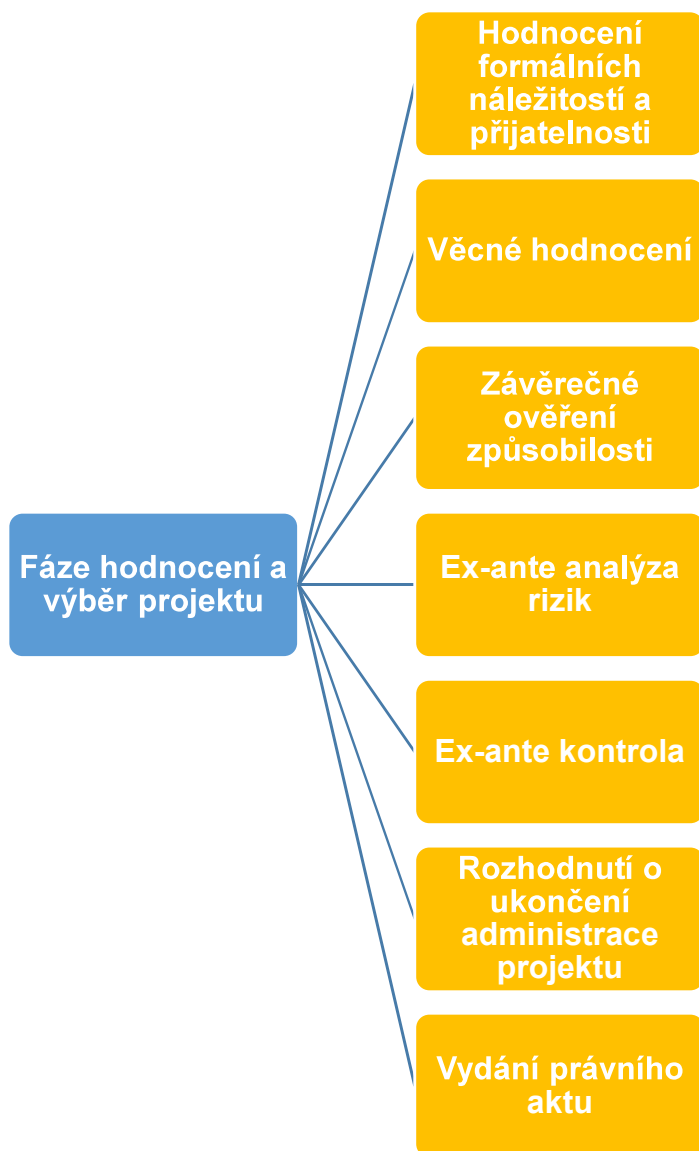 Hodnocení
formálních
náležitostí a
přijatelnosti
Věcné hodnocení
Závěrečné
ověření
způsobilosti
Fáze hodnocení a
výběr projektu
Ex-ante analýza
rizik
Ex-ante kontrola
Rozhodnutí o
ukončení
administrace
projektu
Vydání právního
aktu